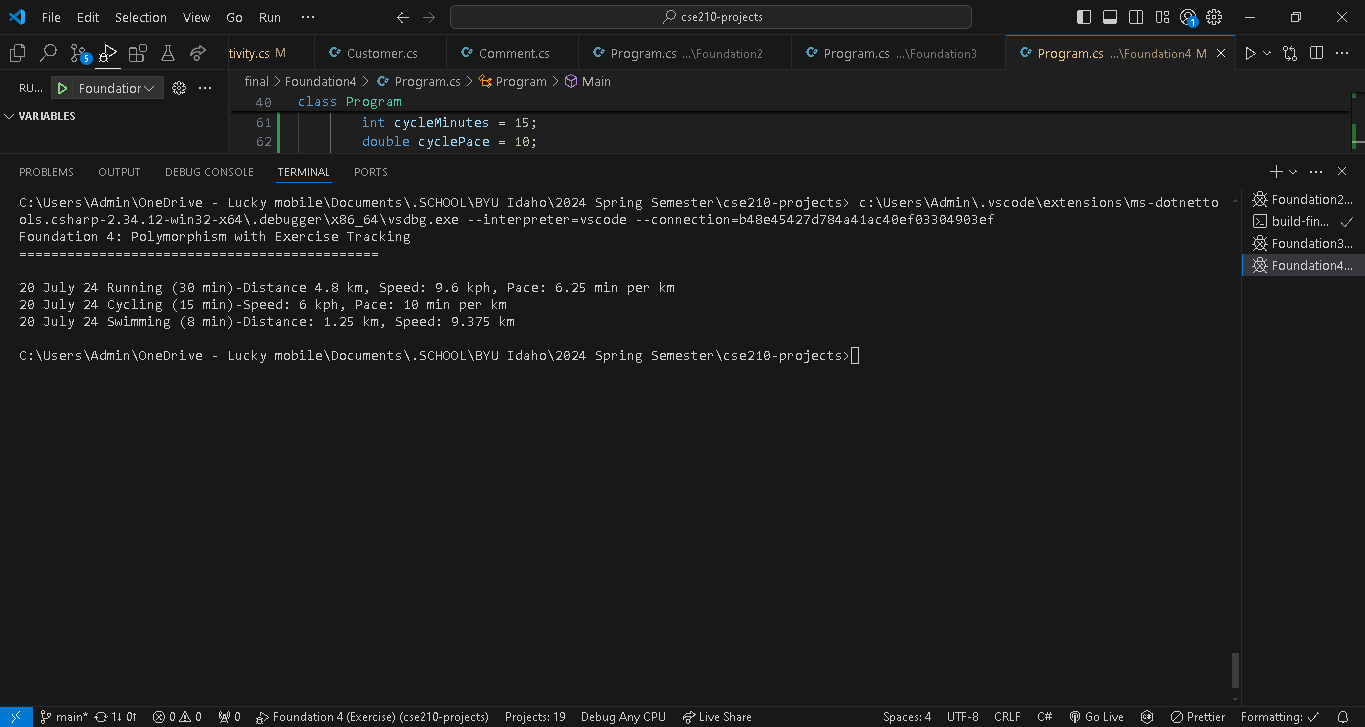 File Edit Selection View Go Run ··· cse210-projects
5 1
tivity.cs M Customer.cs Comment.cs Program.cs ...\Foundation2 Program.cs ...\Foundation3 Program.cs ...\Foundation4 M
RU... Foundation ··· final > Foundation4 > Program.cs > Program > Main
VARIABLES
40 class Program
61 int cycleMinutes = 15;
62 double cyclePace = 10;
PROBLEMS OUTPUT DEBUG CONSOLE TERMINAL PORTS
C:\Users\Admin\OneDrive - Lucky mobile\Documents\.SCHOOL\BYU Idaho\2024 Spring Semester\cse210-projects> c:\Users\Admin\.vscode\extensions\ms-dotnetto
ols.csharp-2.34.12-win32-x64\.debugger\x86_64\vsdbg.exe --interpreter=vscode --connection=b48e45427d784a41ac40ef03304903ef
Foundation 4: Polymorphism with Exercise Tracking
=============================================
20 July 24 Running (30 min)-Distance 4.8 km, Speed: 9.6 kph, Pace: 6.25 min per km
20 July 24 Cycling (15 min)-Speed: 6 kph, Pace: 10 min per km
20 July 24 Swimming (8 min)-Distance: 1.25 km, Speed: 9.375 km
C:\Users\Admin\OneDrive - Lucky mobile\Documents\.SCHOOL\BYU Idaho\2024 Spring Semester\cse210-projects>
Foundation2...
build-fin...
Foundation3...
Foundation4...
main* 1↓ 0↑ 0 0 0 Foundation 4 (Exercise) (cse210-projects) Projects: 19 Debug Any CPU Live Share Spaces: 4 UTF-8 CRLF C# Go Live Prettier Formatting: ✓